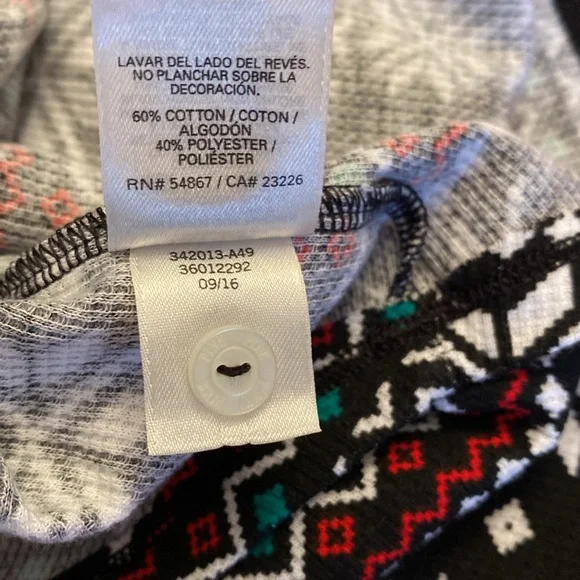 LAVAR DEL LADO DEL REVÉS.
NO PLANCHAR SOBRE LA
DECORACIÓN.
60% COTTON / COTON /
ALGODÓN
40% POLYESTER /
POLIÉSTER
RN# 54867 / CA# 23226
342013-A49
36012292
09/16